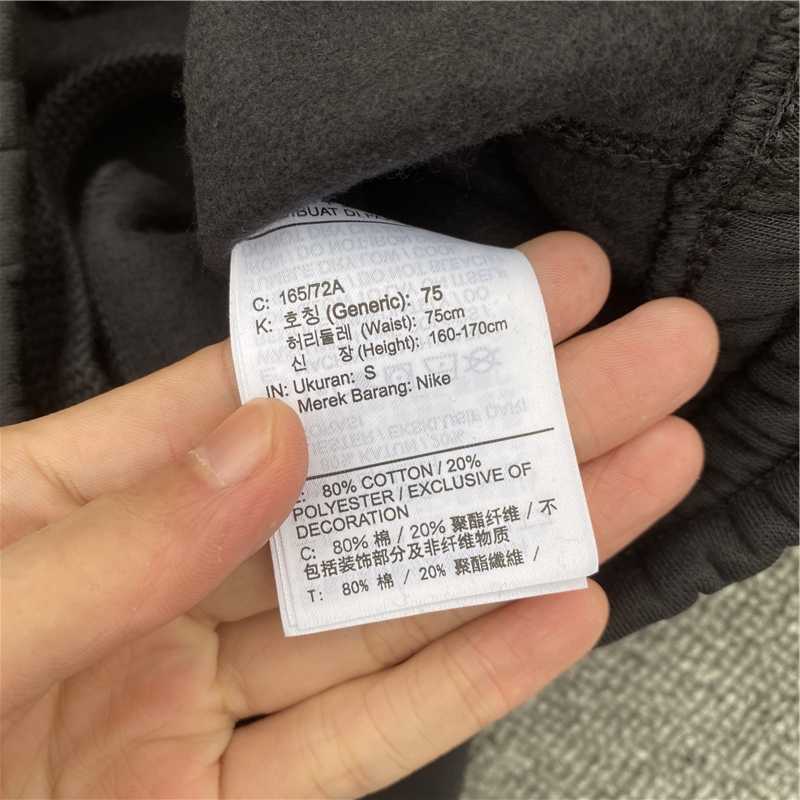 DIBUAT DI
C: 165/72A
K: 호칭 (Generic): 75
허리둘레 (Waist): 75cm
신 장 (Height): 160-170cm
IN: Ukuran: S
Merek Barang: Nike
E: 80% COTTON / 20%
POLYESTER / EXCLUSIVE OF
DECORATION
C: 80% 棉 / 20% 聚酯纤维 / 不
包括装饰部分及非纤维物质
T: 80% 棉 / 20% 聚酯纖維 /